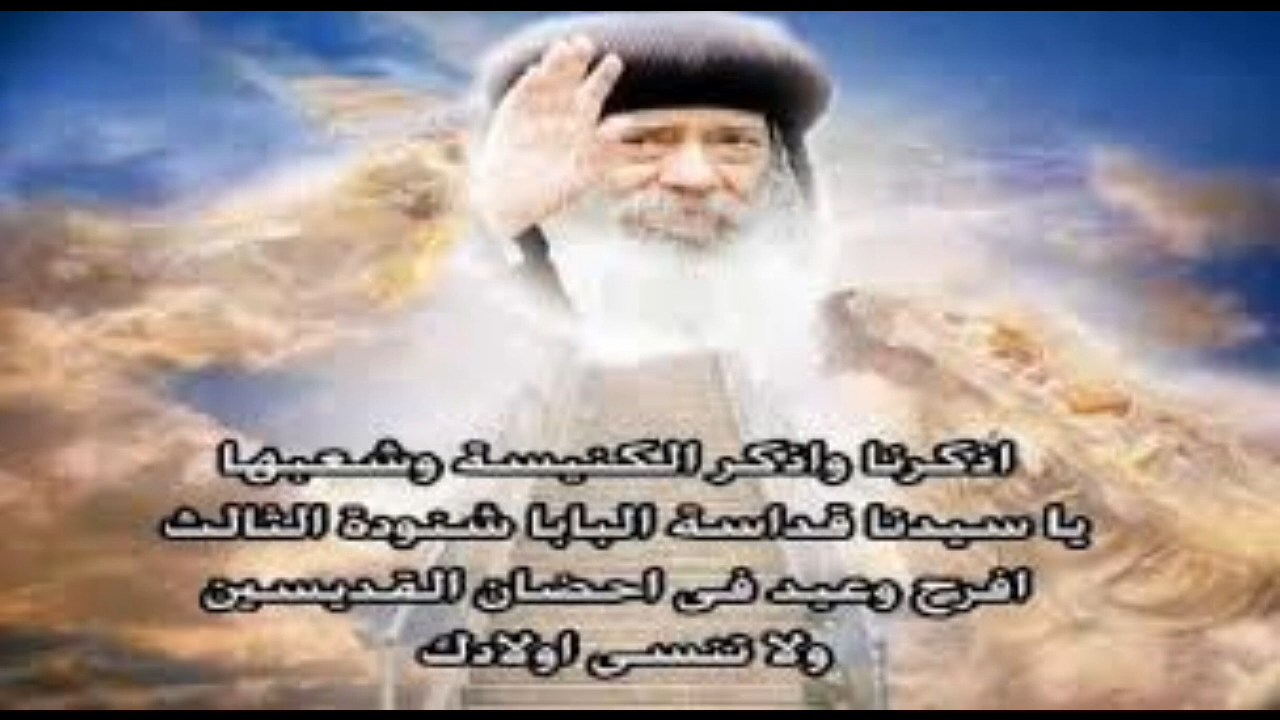 اذكرنا واذكر الكنيسة وشعبها
يا سيدنا قداسة البابا شنودة الثالث
افرح وعيد فى احضان القديسين
ولا تنسى اولادك